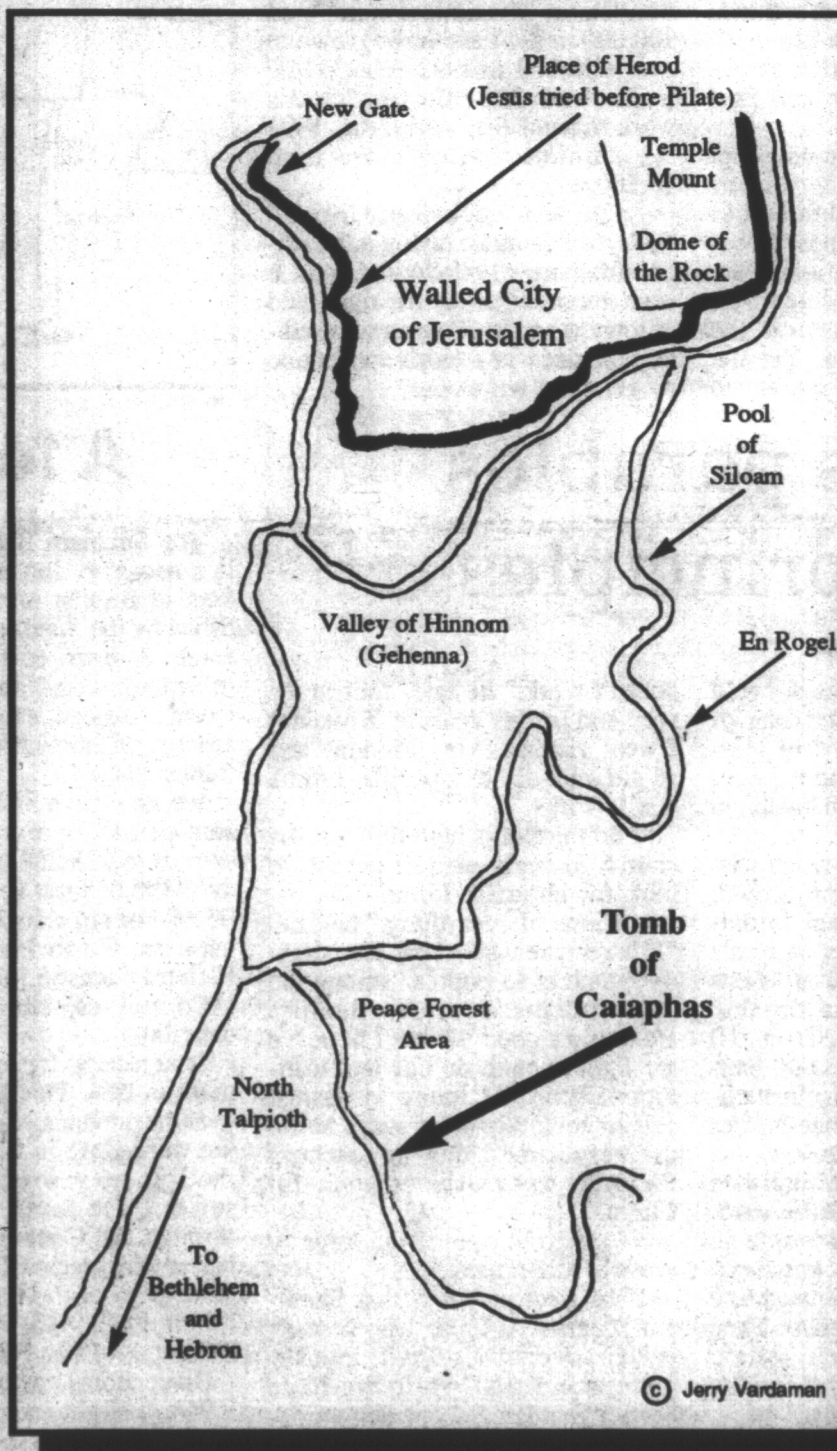 Place of Herod
(Jesus tried before Pilate)
New Gate
Temple
Mount
Dome of
the Rock
Walled City
of Jerusalem
Pool
of
Siloam
Valley of Hinnom
(Gehenna)
En Rogel
Tomb
of
Caiaphas
Peace Forest
Area
North
Talpioth
To
Bethlehem
and
Hebron
© Jerry Vardaman